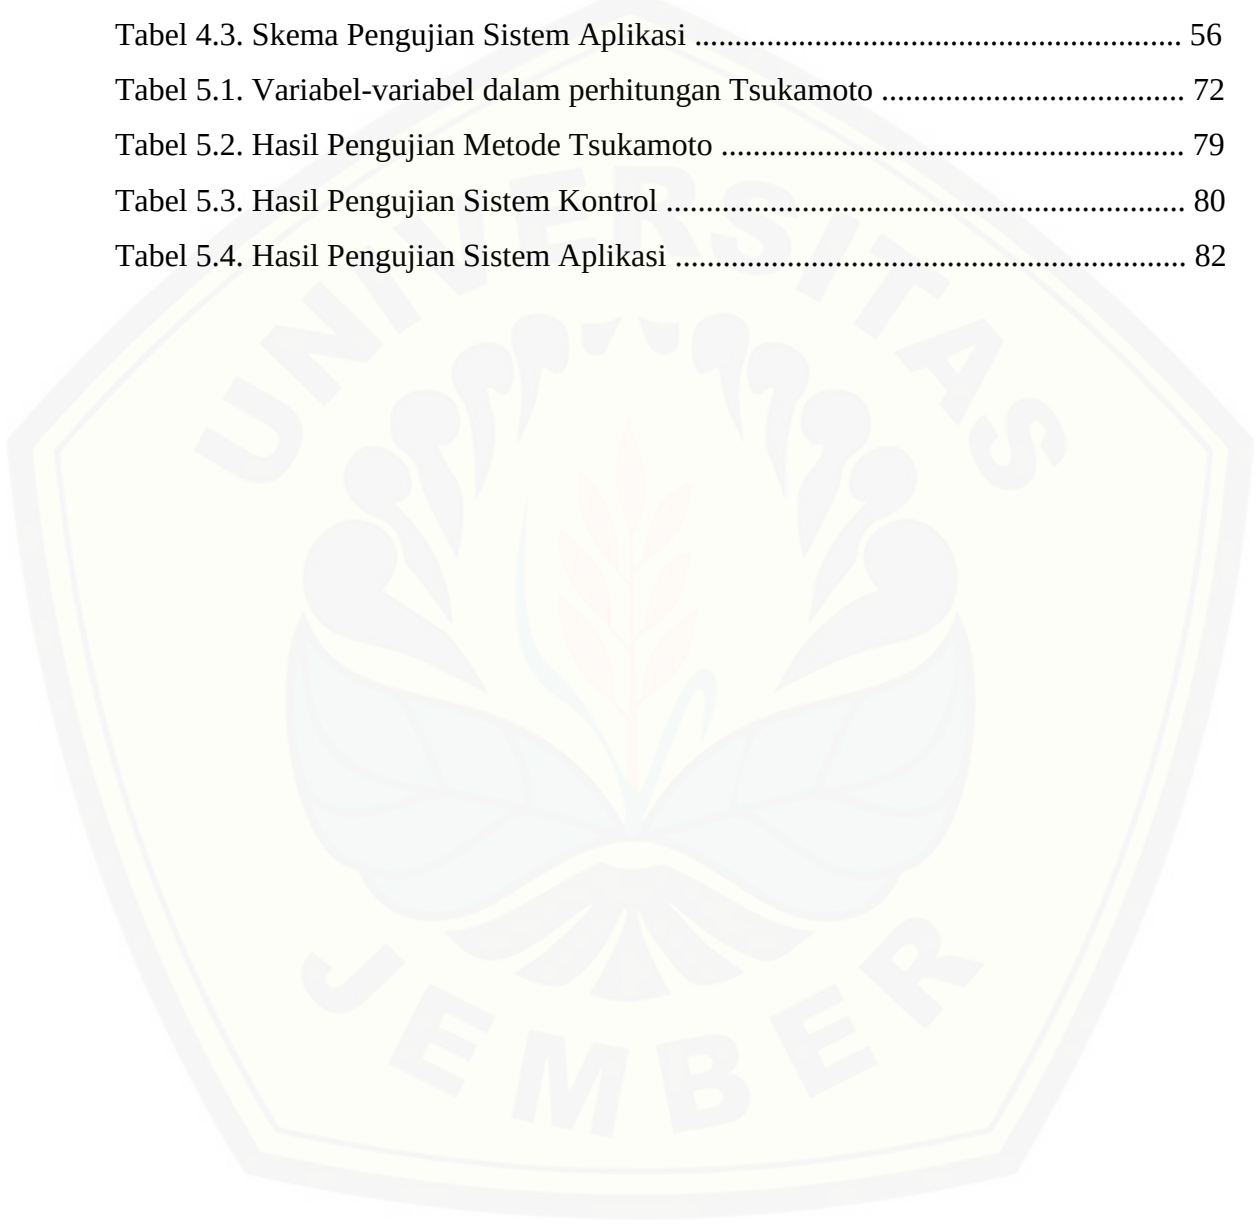 Tabel 4.3. Skema Pengujian Sistem Aplikasi ............................................................. 56
Tabel 5.1. Variabel-variabel dalam perhitungan Tsukamoto ...................................... 72
Tabel 5.2. Hasil Pengujian Metode Tsukamoto .......................................................... 79
Tabel 5.3. Hasil Pengujian Sistem Kontrol ................................................................. 80
Tabel 5.4. Hasil Pengujian Sistem Aplikasi ................................................................ 82
UNIVERSITAS
JEMBER